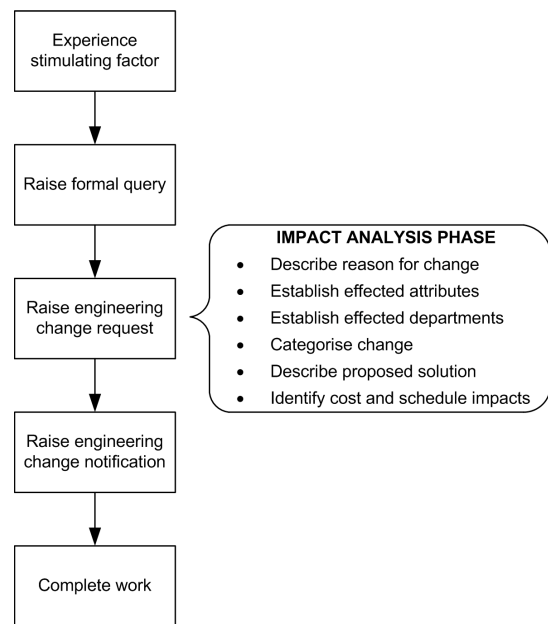 Experience
stimulating factor
Raise formal query
Raise engineering
change request
IMPACT ANALYSIS PHASE
• Describe reason for change
• Establish effected attributes
• Establish effected departments
• Categorise change
• Describe proposed solution
• Identify cost and schedule impacts
Raise engineering
change notification
Complete work